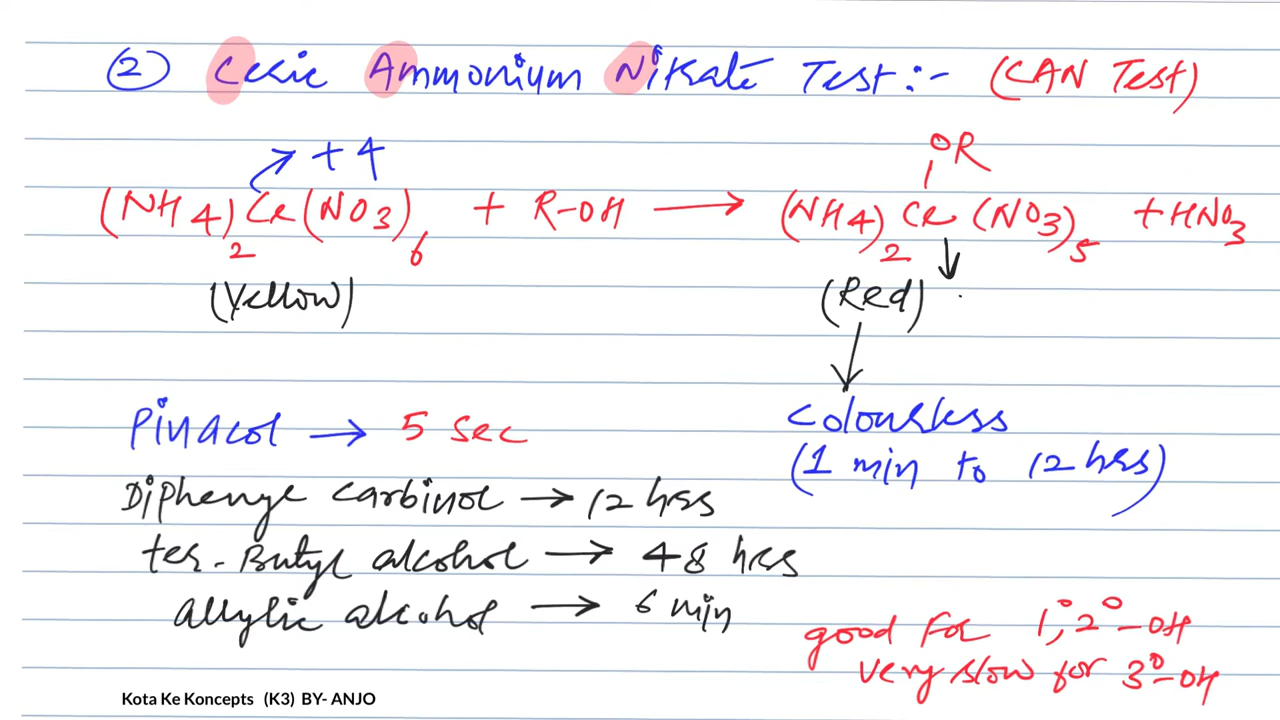 (2) Ceric Ammonium Nitrate Test :- (CAN Test)
+4
OR
(NH4)2Ce(NO3)6 + R-OH → (NH4)2Ce(NO3)5 + HNO3
(Yellow) (Red)
Colourless
(1 min to 12 hrs)
Pinacol → 5 sec
Diphenye carbinol → 12 hrs
ter-Butyl alcohol → 48 hrs
allylic alcohol → 6 min
good For 1°, 2°-OH
very slow for 3°-OH
Kota Ke Koncepts (K3) BY- ANJO